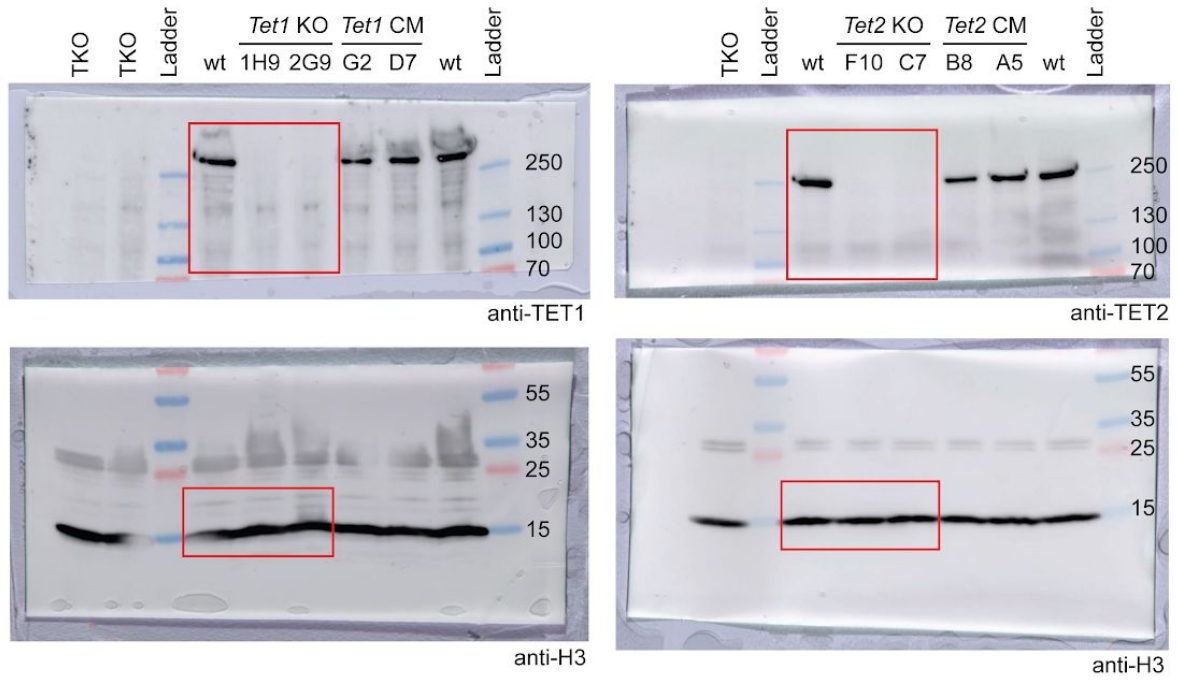 Tet1 KO Tet1 CM
TKO TKO Ladder wt 1H9 2G9 G2 D7 wt Ladder
250
130
100
70
anti-TET1
55
35
25
15
anti-H3
Tet2 KO Tet2 CM
TKO Ladder wt F10 C7 B8 A5 wt Ladder
250
130
100
70
anti-TET2
55
35
25
15
anti-H3